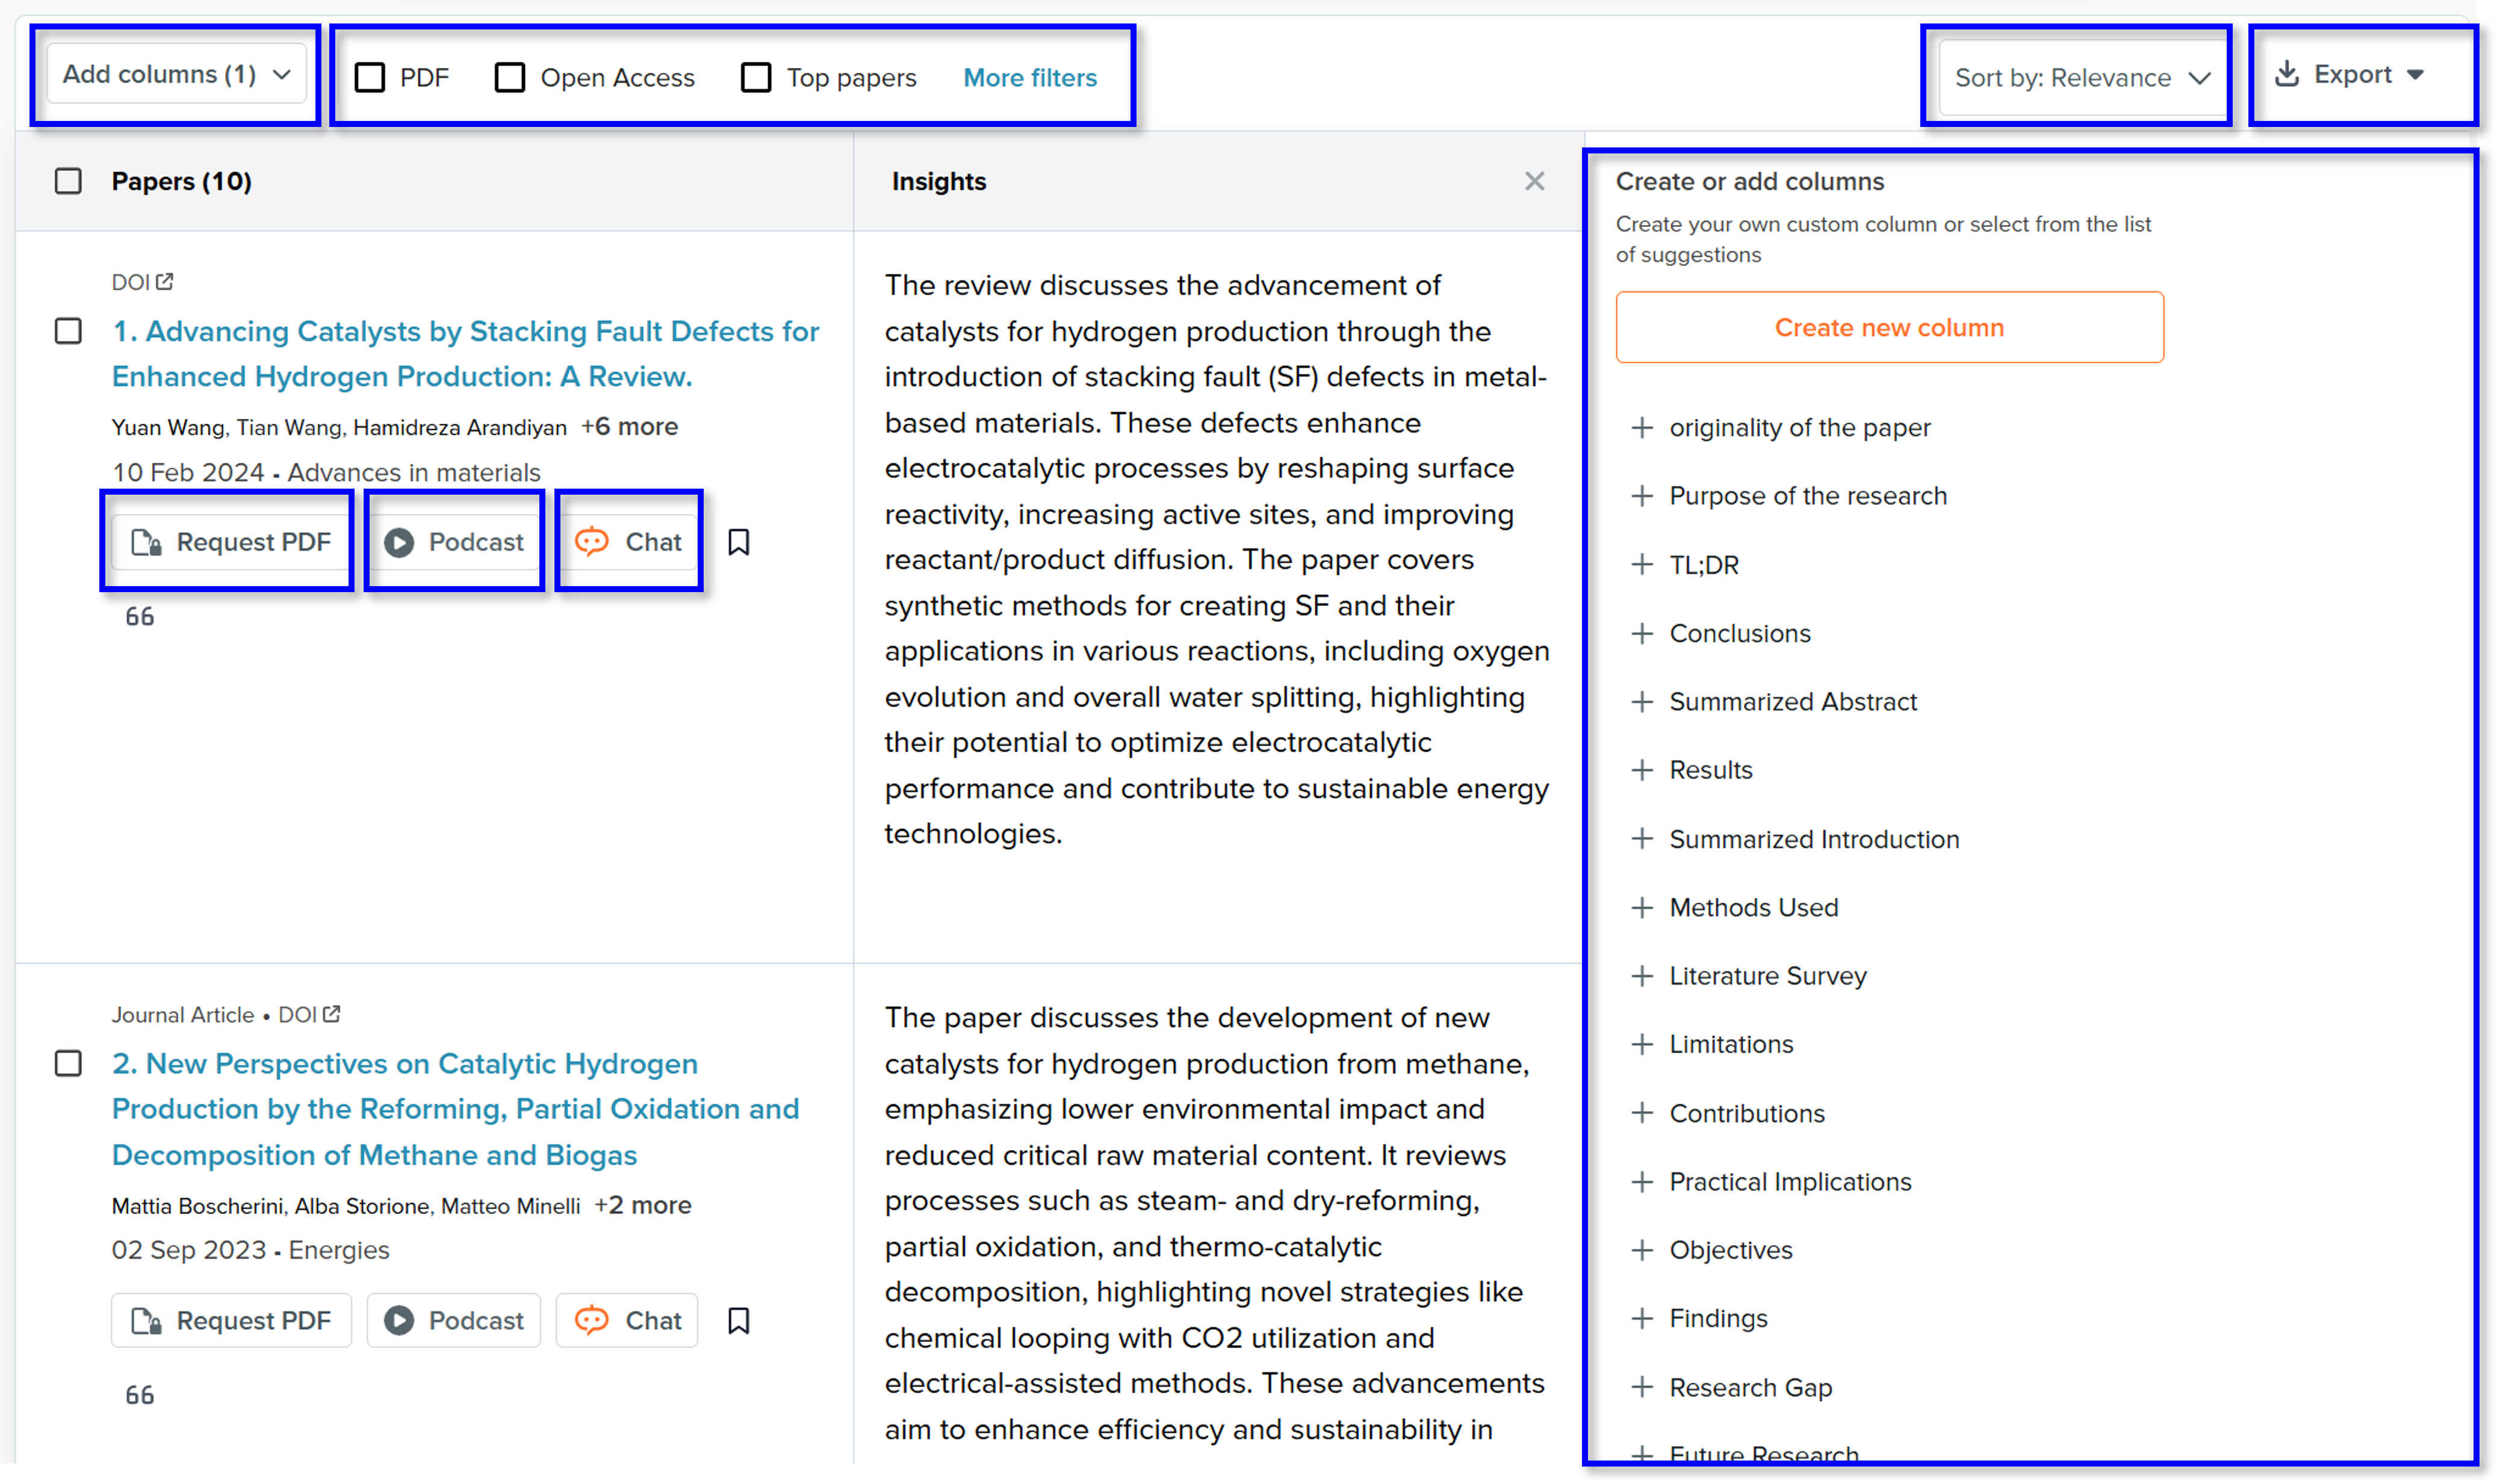 Add columns (1)
PDF
Open Access
Top papers
More filters
Sort by: Relevance
Export
Papers (10)
Insights
DOI
1. Advancing Catalysts by Stacking Fault Defects for
Enhanced Hydrogen Production: A Review.
Yuan Wang, Tian Wang, Hamidreza Arandiyan +6 more
10 Feb 2024 - Advances in materials
Request PDF
Podcast
Chat
The review discusses the advancement of
catalysts for hydrogen production through the
introduction of stacking fault (SF) defects in metal-
based materials. These defects enhance
electrocatalytic processes by reshaping surface
reactivity, increasing active sites, and improving
reactant/product diffusion. The paper covers
synthetic methods for creating SF and their
applications in various reactions, including oxygen
evolution and overall water splitting, highlighting
their potential to optimize electrocatalytic
performance and contribute to sustainable energy
technologies.
Journal Article • DOI
2. New Perspectives on Catalytic Hydrogen
Production by the Reforming, Partial Oxidation and
Decomposition of Methane and Biogas
Mattia Boscherini, Alba Storione, Matteo Minelli +2 more
02 Sep 2023 - Energies
Request PDF
Podcast
Chat
The paper discusses the development of new
catalysts for hydrogen production from methane,
emphasizing lower environmental impact and
reduced critical raw material content. It reviews
processes such as steam- and dry-reforming,
partial oxidation, and thermo-catalytic
decomposition, highlighting novel strategies like
chemical looping with CO2 utilization and
electrical-assisted methods. These advancements
aim to enhance efficiency and sustainability in
Create or add columns
Create your own custom column or select from the list
of suggestions
Create new column
originality of the paper
Purpose of the research
TL;DR
Conclusions
Summarized Abstract
Results
Summarized Introduction
Methods Used
Literature Survey
Limitations
Contributions
Practical Implications
Objectives
Findings
Research Gap
Future Research